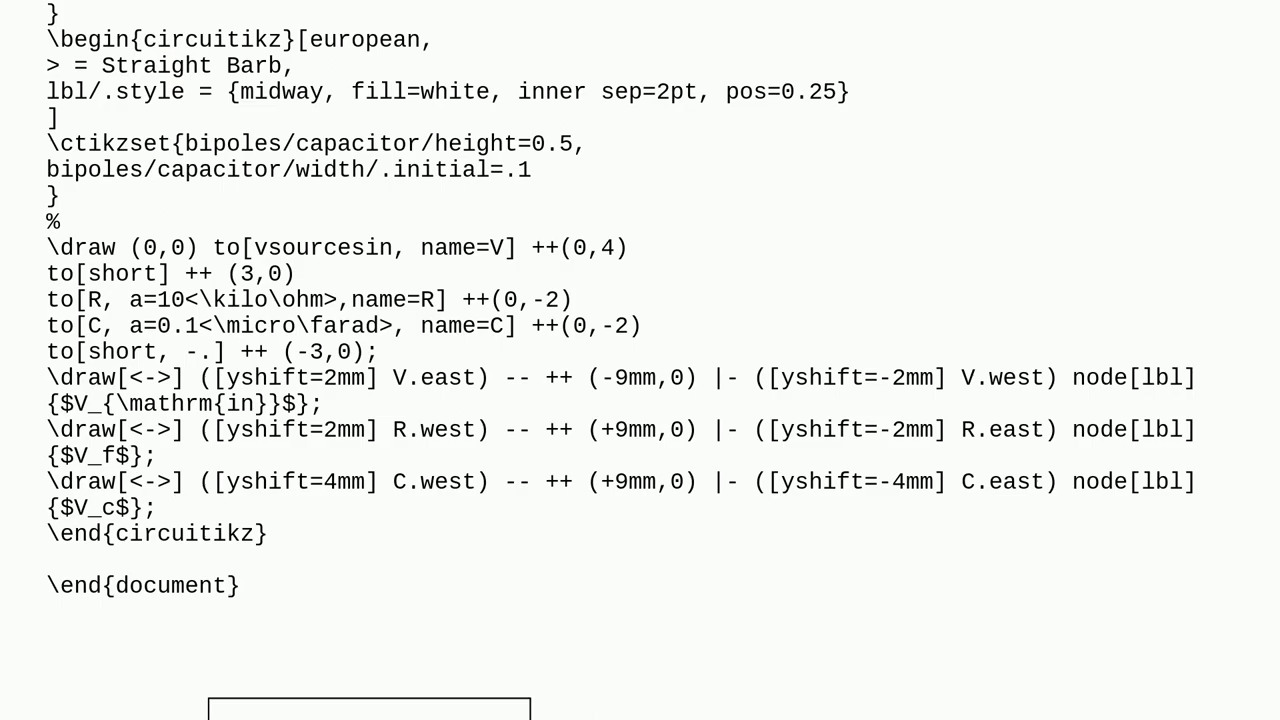 }
\begin{circuitikz}[european,
> = Straight Barb,
lbl/.style = {midway, fill=white, inner sep=2pt, pos=0.25}
]
\ctikzset{bipoles/capacitor/height=0.5,
bipoles/capacitor/width/.initial=.1
}
%
\draw (0,0) to[vsourcesin, name=V] ++(0,4)
to[short] ++ (3,0)
to[R, a=10<\kilo\ohm>,name=R] ++(0,-2)
to[C, a=0.1<\micro\farad>, name=C] ++(0,-2)
to[short, -.] ++ (-3,0);
\draw[<->] ([yshift=2mm] V.east) -- ++ (-9mm,0) |- ([yshift=-2mm] V.west) node[lbl]
{$V_{\mathrm{in}}$};
\draw[<->] ([yshift=2mm] R.west) -- ++ (+9mm,0) |- ([yshift=-2mm] R.east) node[lbl]
{$V_f$};
\draw[<->] ([yshift=4mm] C.west) -- ++ (+9mm,0) |- ([yshift=-4mm] C.east) node[lbl]
{$V_c$};
\end{circuitikz}
\end{document}